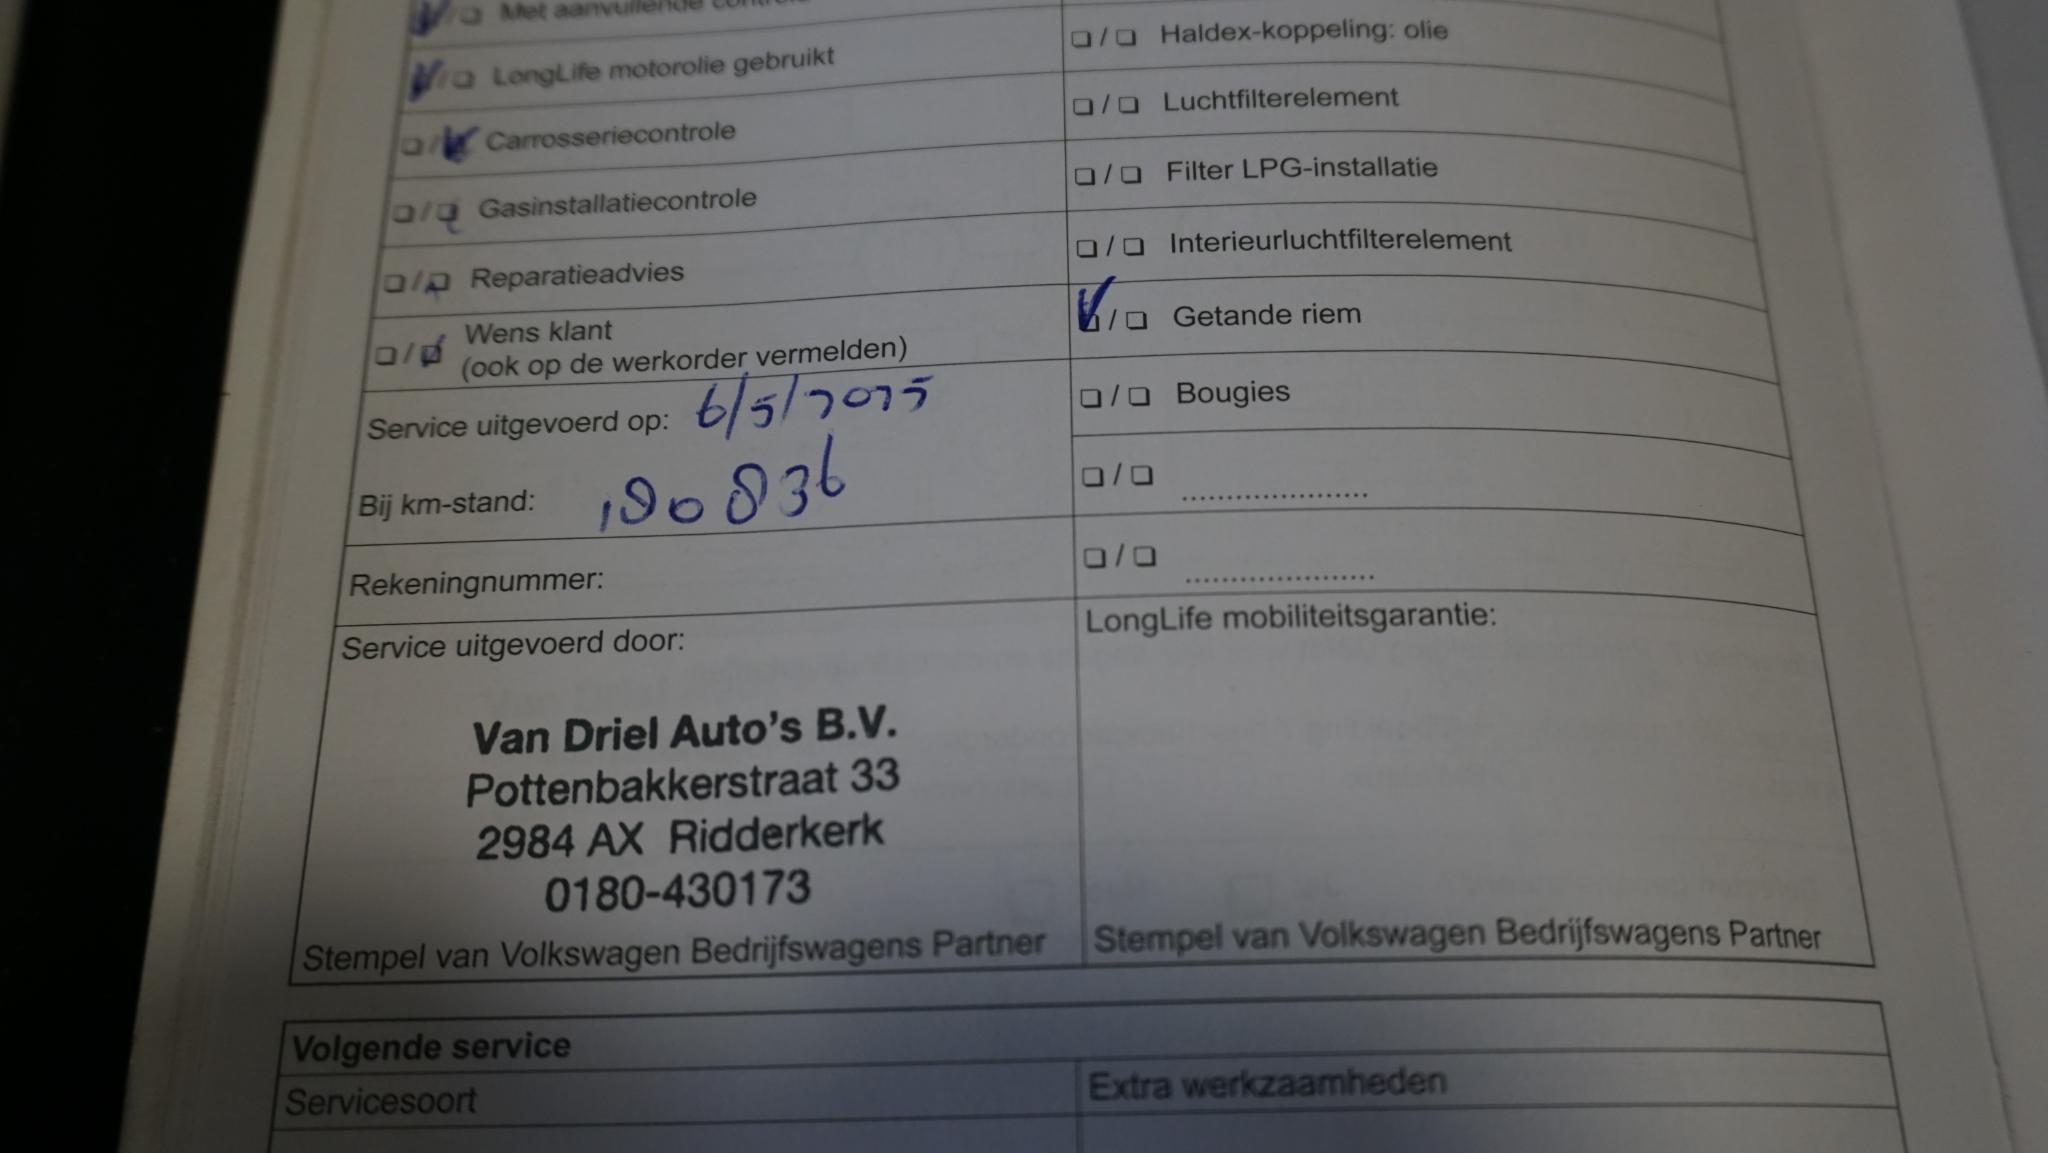 Met aanvullende
LongLife motorolie gebruikt
Carrosseriecontrole
Gasinstallatiecontrole
Reparatieadvies
Wens klant
(ook op de werkorder vermelden)
Service uitgevoerd op: 6/5/2025
Bij km-stand: 190836
Rekeningnummer:
Service uitgevoerd door:
Van Driel Auto's B.V.
Pottenbakkerstraat 33
2984 AX Ridderkerk
0180-430173
Stempel van Volkswagen Bedrijfswagens Partner
Haldex-koppeling: olie
Luchtfilterelement
Filter LPG-installatie
Interieurluchtfilterelement
Getande riem
Bougies
LongLife mobiliteitsgarantie:
Stempel van Volkswagen Bedrijfswagens Partner
Volgende service
Servicesoort
Extra werkzaamheden